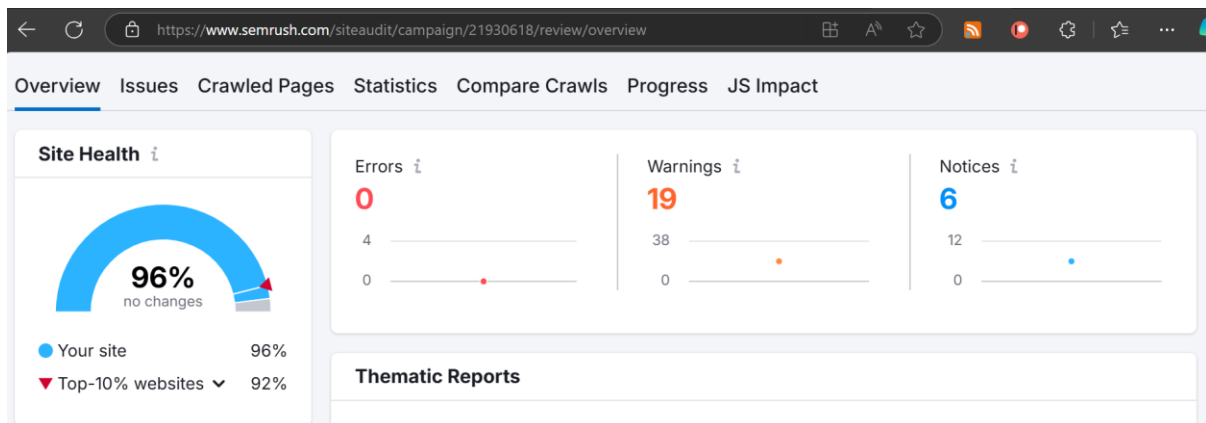 https://www.semrush.com/siteaudit/campaign/21930618/review/overview
Overview Issues Crawled Pages Statistics Compare Crawls Progress JS Impact
Site Health i
96%
no changes
Your site 96%
Top-10% websites 92%
Errors i
0
4
0
Warnings i
19
38
0
Notices i
6
12
0
Thematic Reports